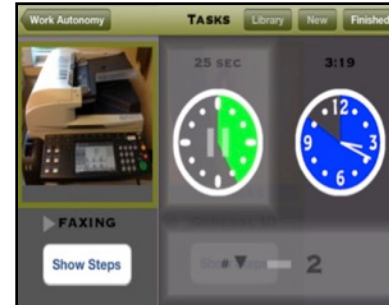 Work Autonomy TASKS Library New Finished
25 SEC 3:19
12
9 3
6
FAXING
Show Steps
# 2